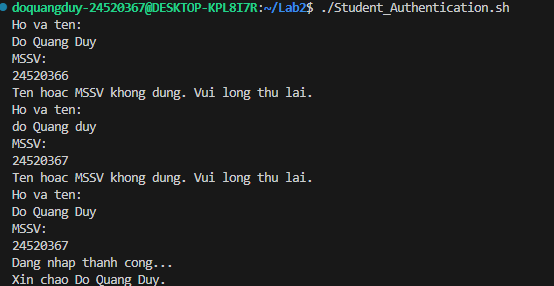 doquangduy-24520367@DESKTOP-KPL8I7R:~/Lab2$ ./Student_Authentication.sh
Ho va ten:
Do Quang Duy
MSSV:
24520366
Ten hoac MSSV khong dung. Vui long thu lai.
Ho va ten:
do Quang duy
MSSV:
24520367
Ten hoac MSSV khong dung. Vui long thu lai.
Ho va ten:
Do Quang Duy
MSSV:
24520367
Dang nhap thanh cong...
Xin chao Do Quang Duy.